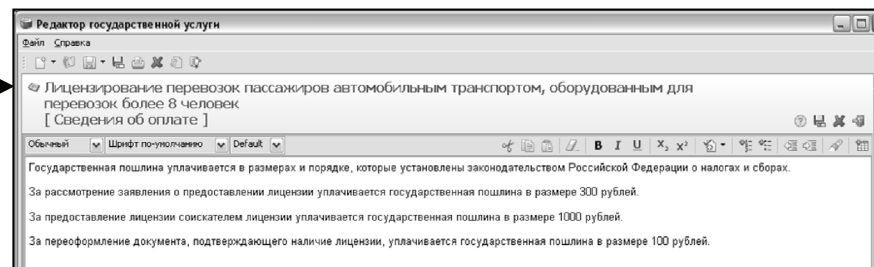 Редактор государственной услуги
Файл Справка
Лицензирование перевозок пассажиров автомобильным транспортом, оборудованным для
перевозок более 8 человек
[ Сведения об оплате ]
Обычный Шрифт по-умолчанию Default B I U X₂ X²
Государственная пошлина уплачивается в размерах и порядке, которые установлены законодательством Российской Федерации о налогах и сборах.
За рассмотрение заявления о предоставлении лицензии уплачивается государственная пошлина в размере 300 рублей.
За предоставление лицензии соискателем лицензии уплачивается государственная пошлина в размере 1000 рублей.
За переоформление документа, подтверждающего наличие лицензии, уплачивается государственная пошлина в размере 100 рублей.